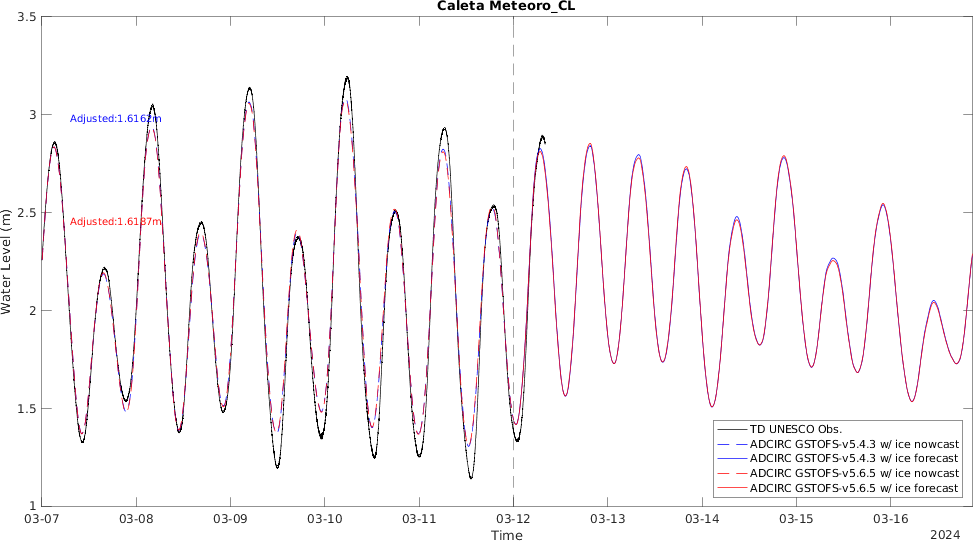 Caleta Meteoro_CL
3.5
3
2.5
2
1.5
1
Water Level (m)
Adjusted:1.6162m
Adjusted:1.6187m
TD UNESCO Obs.
ADCIRC GSTOFS-v5.4.3 w/ ice nowcast
ADCIRC GSTOFS-v5.4.3 w/ ice forecast
ADCIRC GSTOFS-v5.6.5 w/ ice nowcast
ADCIRC GSTOFS-v5.6.5 w/ ice forecast
03-07 03-08 03-09 03-10 03-11 03-12 03-13 03-14 03-15 03-16
Time
2024